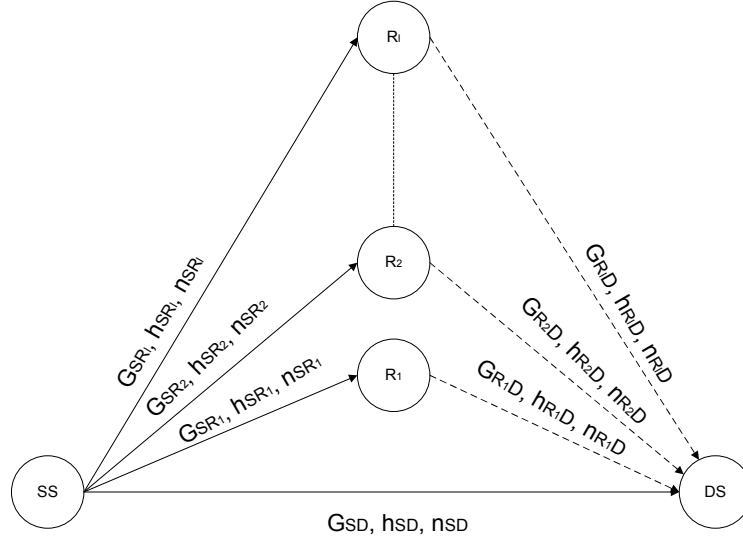 Rl
GSRl, hSRl, nSRl
GRlD, hRlD, nRlD
R2
GSR2, hSR2, nSR2
GR2D, hR2D, nR2D
R1
GSR1, hSR1, nSR1
GR1D, hR1D, nR1D
SS
DS
GSD, hSD, nSD